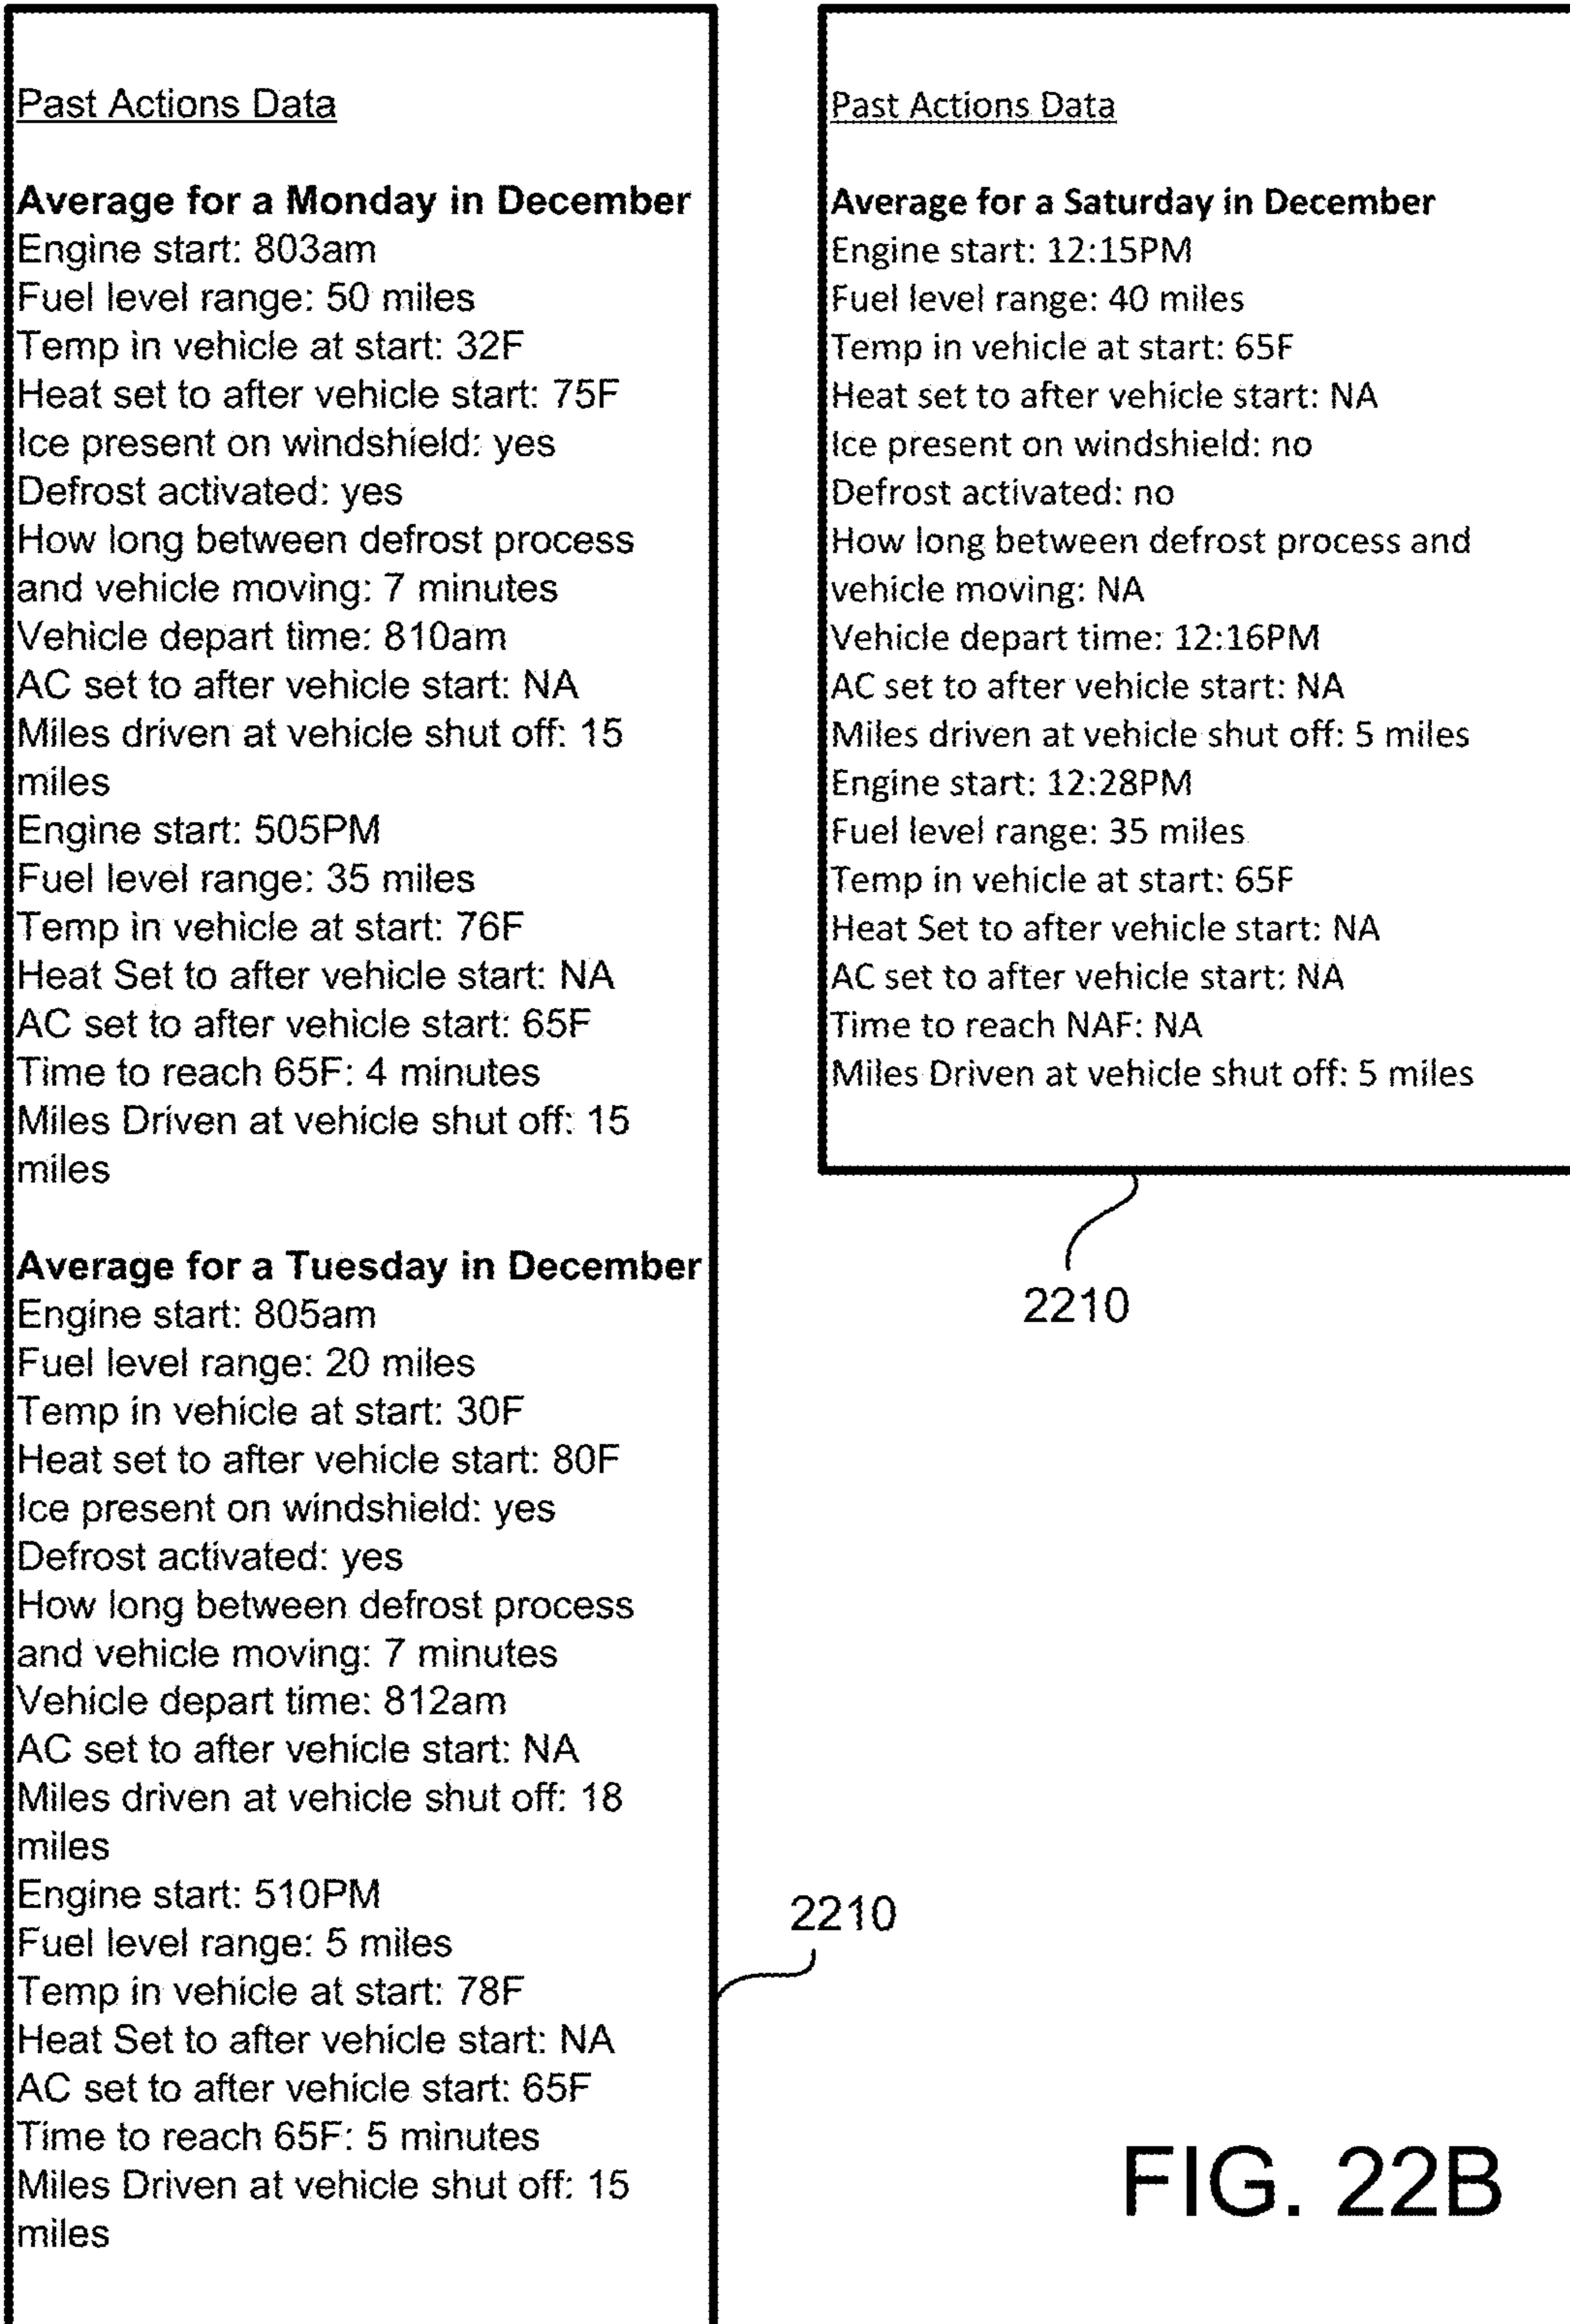 Past Actions Data
Average for a Monday in December
Engine start: 803am
Fuel level range: 50 miles
Temp in vehicle at start: 32F
Heat set to after vehicle start: 75F
Ice present on windshield: yes
Defrost activated: yes
How long between defrost process
and vehicle moving: 7 minutes
Vehicle depart time: 810am
AC set to after vehicle start: NA
Miles driven at vehicle shut off: 15
miles
Engine start: 505PM
Fuel level range: 35 miles
Temp in vehicle at start: 76F
Heat Set to after vehicle start: NA
AC set to after vehicle start: 65F
Time to reach 65F: 4 minutes
Miles Driven at vehicle shut off: 15
miles
Average for a Tuesday in December
Engine start: 805am
Fuel level range: 20 miles
Temp in vehicle at start: 30F
Heat set to after vehicle start: 80F
Ice present on windshield: yes
Defrost activated: yes
How long between defrost process
and vehicle moving: 7 minutes
Vehicle depart time: 812am
AC set to after vehicle start: NA
Miles driven at vehicle shut off: 18
miles
Engine start: 510PM
Fuel level range: 5 miles
Temp in vehicle at start: 78F
Heat Set to after vehicle start: NA
AC set to after vehicle start: 65F
Time to reach 65F: 5 minutes
Miles Driven at vehicle shut off: 15
miles
2210
Past Actions Data
Average for a Saturday in December
Engine start: 12:15PM
Fuel level range: 40 miles
Temp in vehicle at start: 65F
Heat set to after vehicle start: NA
Ice present on windshield: no
Defrost activated: no
How long between defrost process and
vehicle moving: NA
Vehicle depart time: 12:16PM
AC set to after vehicle start: NA
Miles driven at vehicle shut off: 5 miles
Engine start: 12:28PM
Fuel level range: 35 miles
Temp in vehicle at start: 65F
Heat Set to after vehicle start: NA
AC set to after vehicle start: NA
Time to reach NAF: NA
Miles Driven at vehicle shut off: 5 miles
2210
FIG. 22B